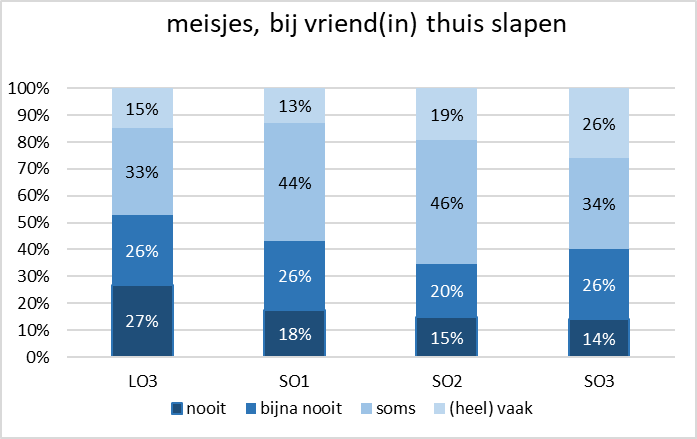 meisjes, bij vriend(in) thuis slapen
100%
90%
80%
70%
60%
50%
40%
30%
20%
10%
0%
15% 13% 19% 26%
33% 44% 46% 34%
26% 26% 20% 26%
27% 18% 15% 14%
LO3 SO1 SO2 SO3
nooit bijna nooit soms (heel) vaak